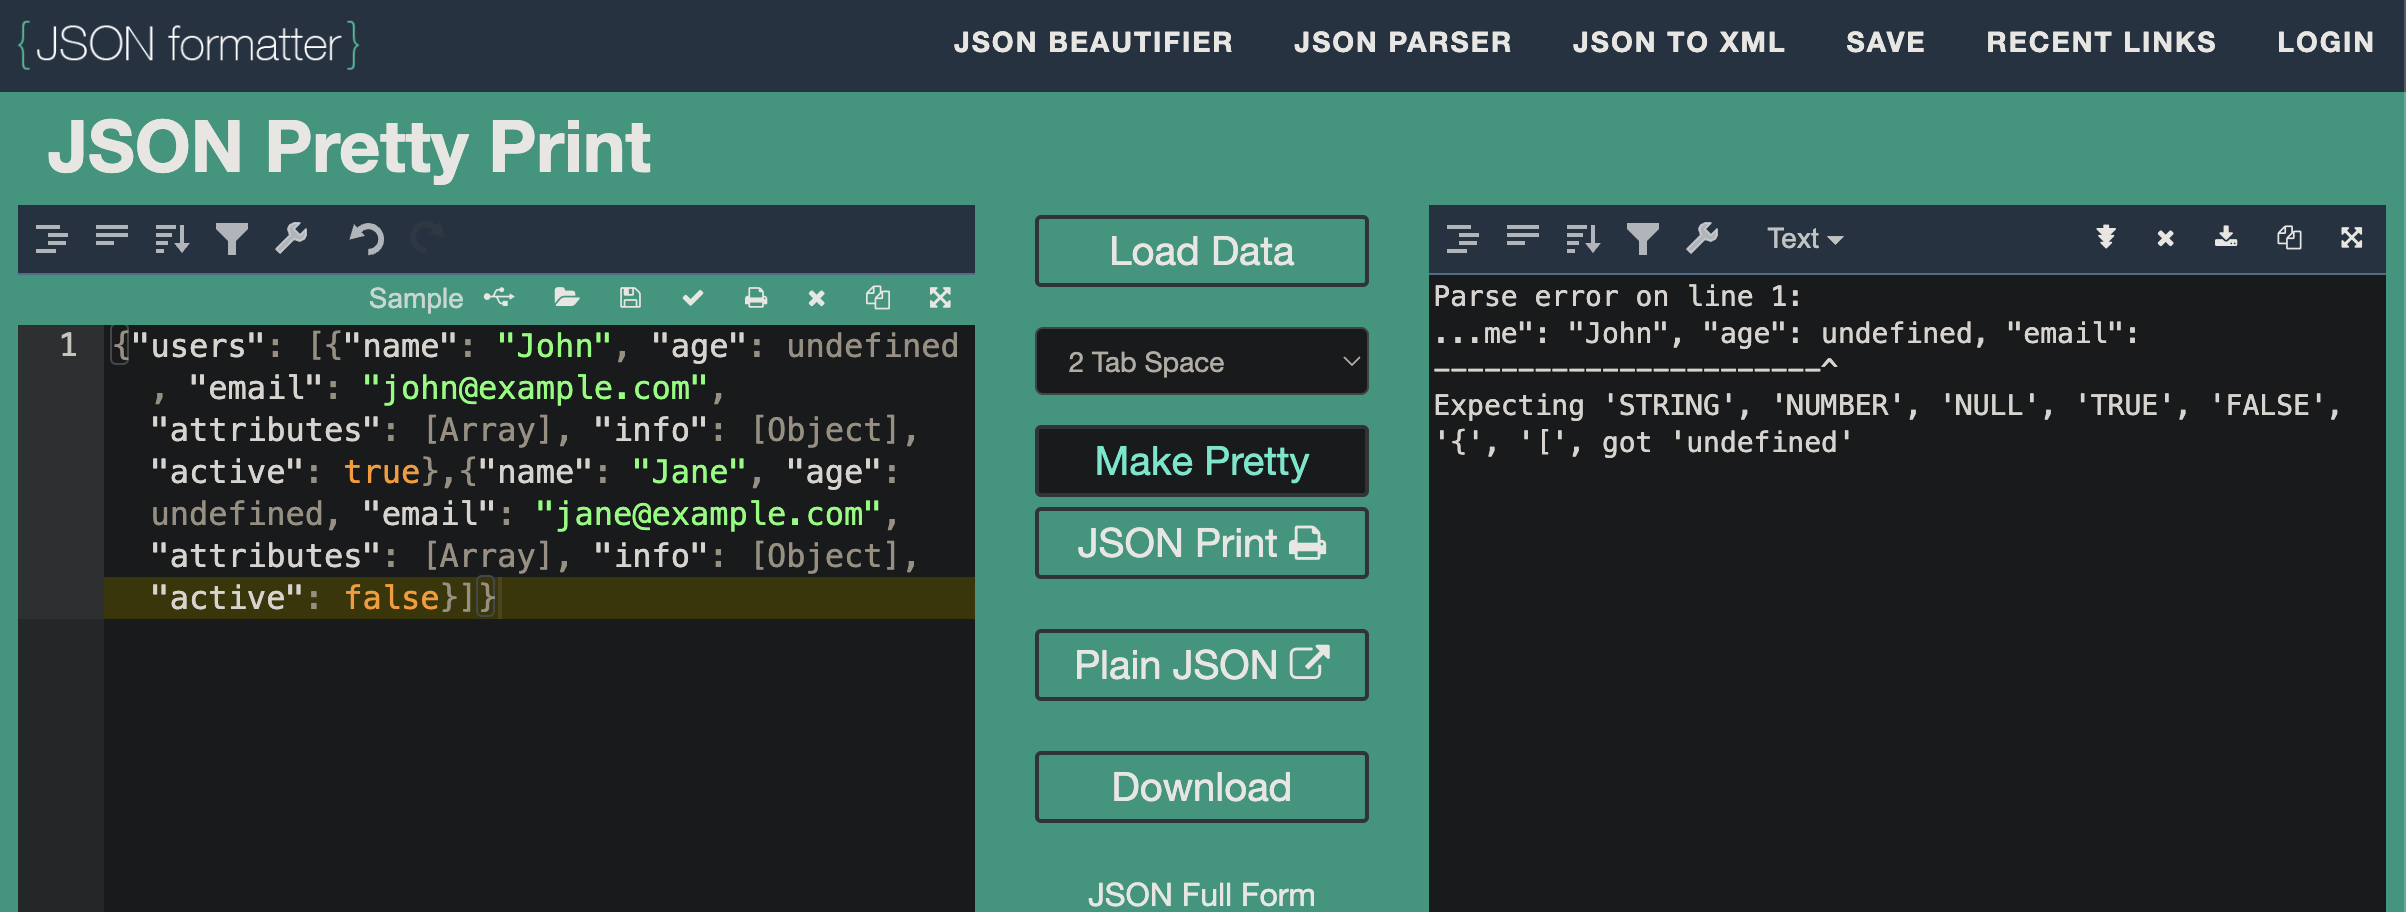 {JSON formatter}
JSON BEAUTIFIER JSON PARSER JSON TO XML SAVE RECENT LINKS LOGIN
JSON Pretty Print
Sample
1 {"users": [{"name": "John", "age": undefined
, "email": "john@example.com",
"attributes": [Array], "info": [Object],
"active": true},{"name": "Jane", "age":
undefined, "email": "jane@example.com",
"attributes": [Array], "info": [Object],
"active": false}]}
Load Data
2 Tab Space
Make Pretty
JSON Print
Plain JSON
Download
JSON Full Form
Text
Parse error on line 1:
...me": "John", "age": undefined, "email":
-----------------------^
Expecting 'STRING', 'NUMBER', 'NULL', 'TRUE', 'FALSE',
'{', '[', got 'undefined'